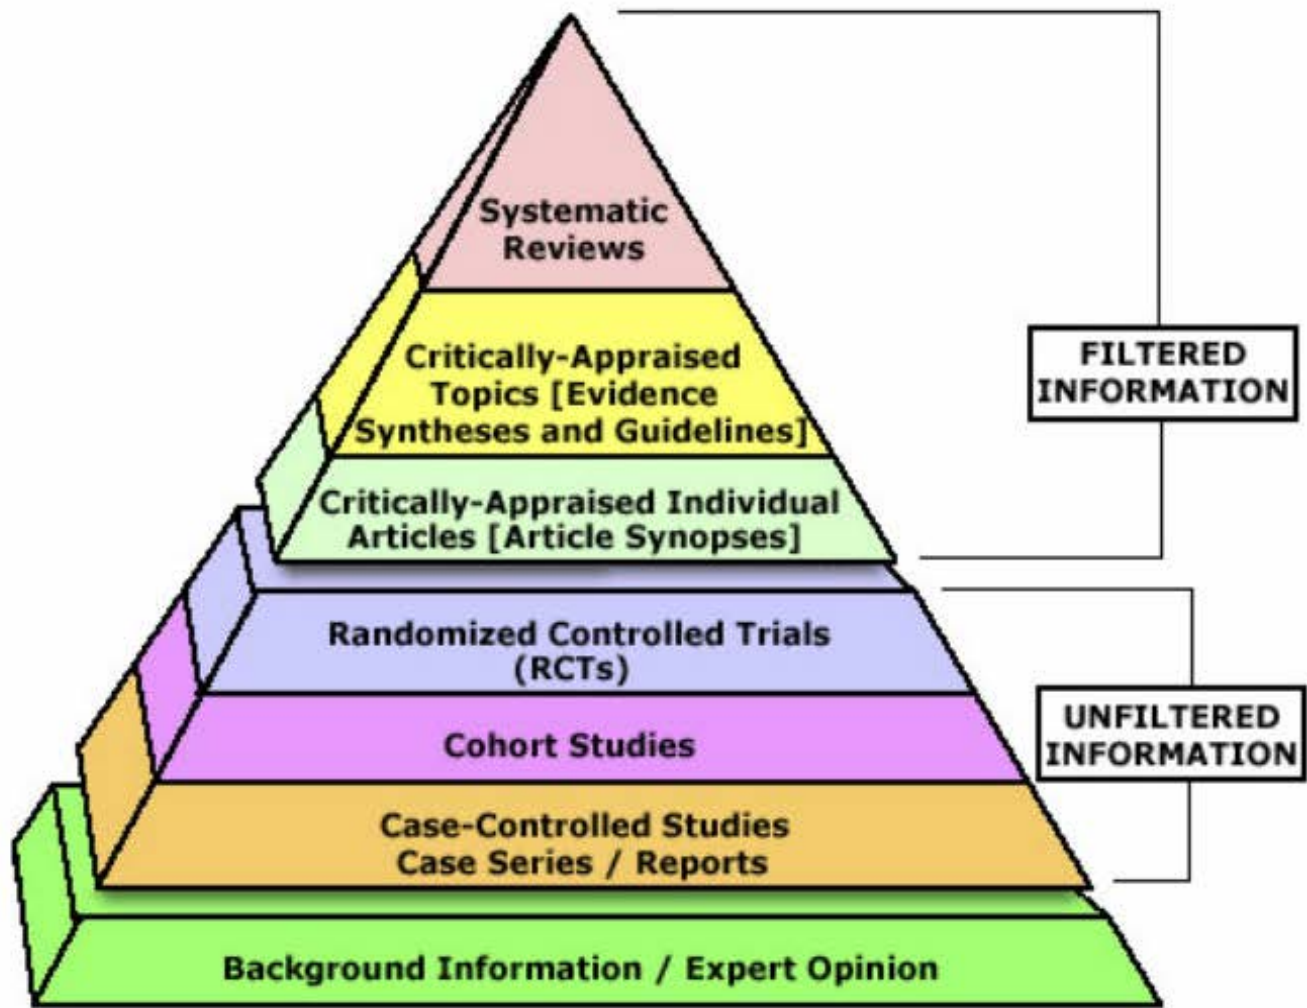 Systematic
Reviews
Critically-Appraised
Topics [Evidence
Syntheses and Guidelines]
FILTERED
INFORMATION
Critically-Appraised Individual
Articles [Article Synopses]
Randomized Controlled Trials
(RCTs)
UNFILTERED
INFORMATION
Cohort Studies
Case-Controlled Studies
Case Series / Reports
Background Information / Expert Opinion